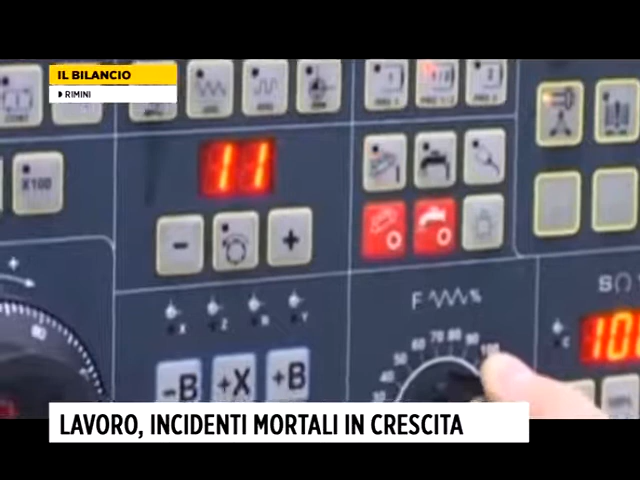 IL BILANCIO
RIMINI
X100
11
-
+
+
F %
X
Z
Y
-B
+X
+B
50
60
70
80
90
100
S
C
LAVORO, INCIDENTI MORTALI IN CRESCITA